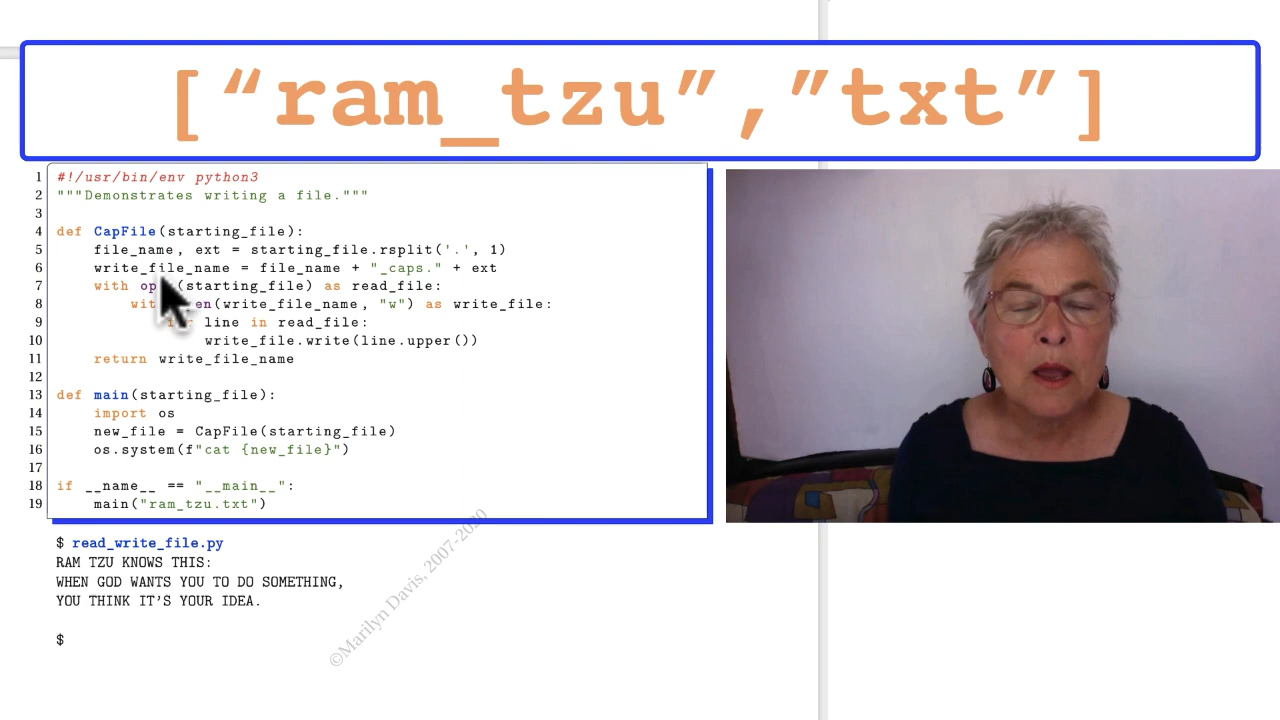 [“ram_tzu”,”txt”]
1 #!/usr/bin/env python3
2 """Demonstrates writing a file."""
3
4 def CapFile(starting_file):
5     file_name, ext = starting_file.rsplit('.', 1)
6     write_file_name = file_name + "_caps." + ext
7     with op (starting_file) as read_file:
8         wit en(write_file_name, "w") as write_file:
9             r line in read_file:
10                 write_file.write(line.upper())
11     return write_file_name
12
13 def main(starting_file):
14     import os
15     new_file = CapFile(starting_file)
16     os.system(f"cat {new_file}")
17
18 if __name__ == "__main__":
19     main("ram_tzu.txt")
$ read_write_file.py
RAM TZU KNOWS THIS:
WHEN GOD WANTS YOU TO DO SOMETHING,
YOU THINK IT’S YOUR IDEA.
$
©Marilyn Davis, 2007-2020